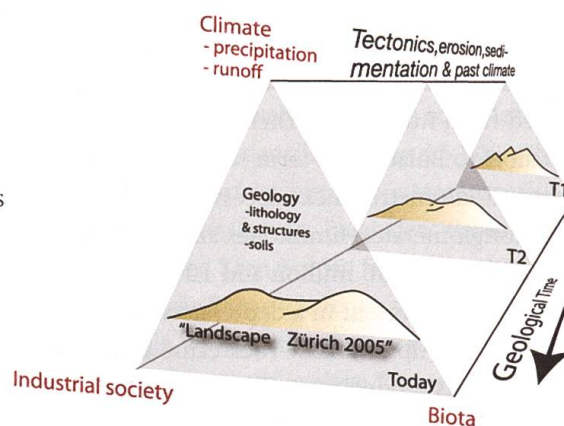 Climate
- precipitation
- runoff
Tectonics, erosion, sedi-
mentation & past climate
Geology
-lithology
& structures
-soils
T1
T2
s
"Landscape Zürich 2005"
Today
Geological Time
Industrial society
Biota